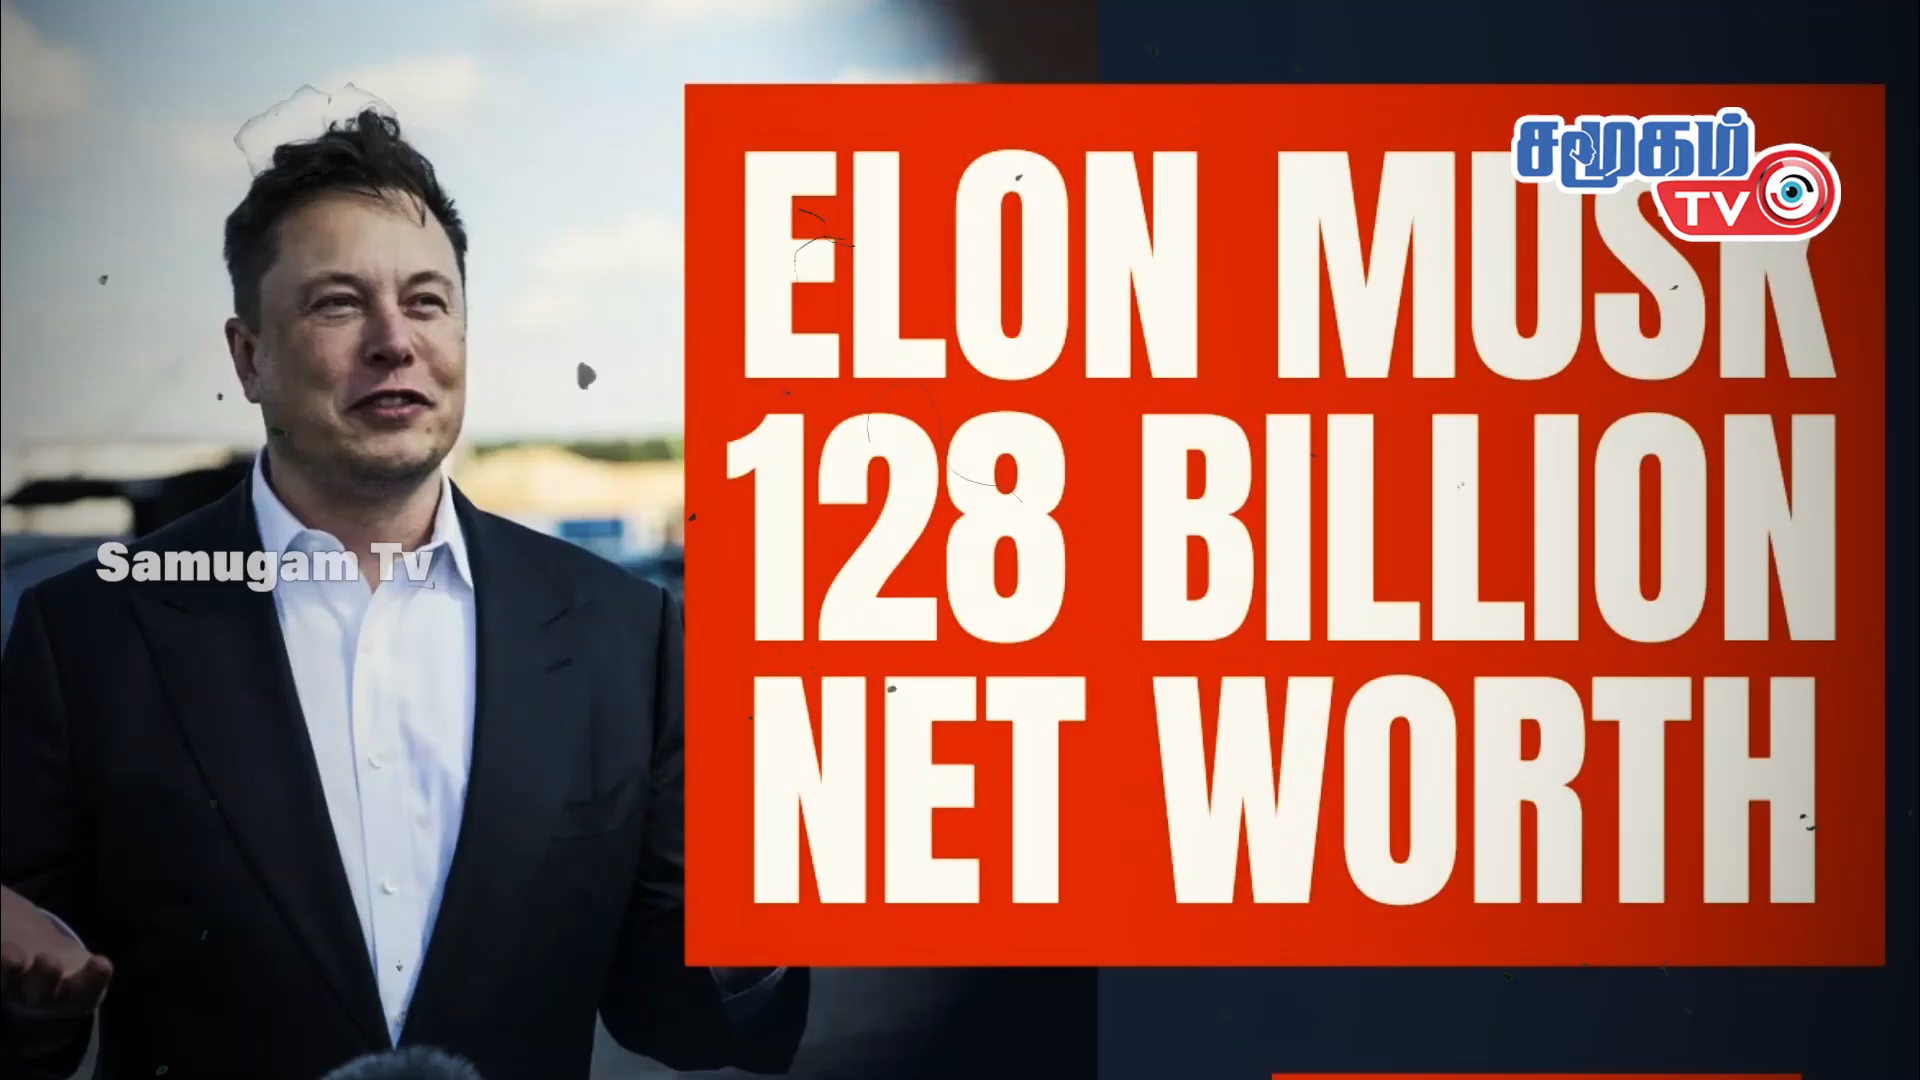 சமூகம்
TV
ELON MUSK
128 BILLION
NET WORTH
Samugam Tv